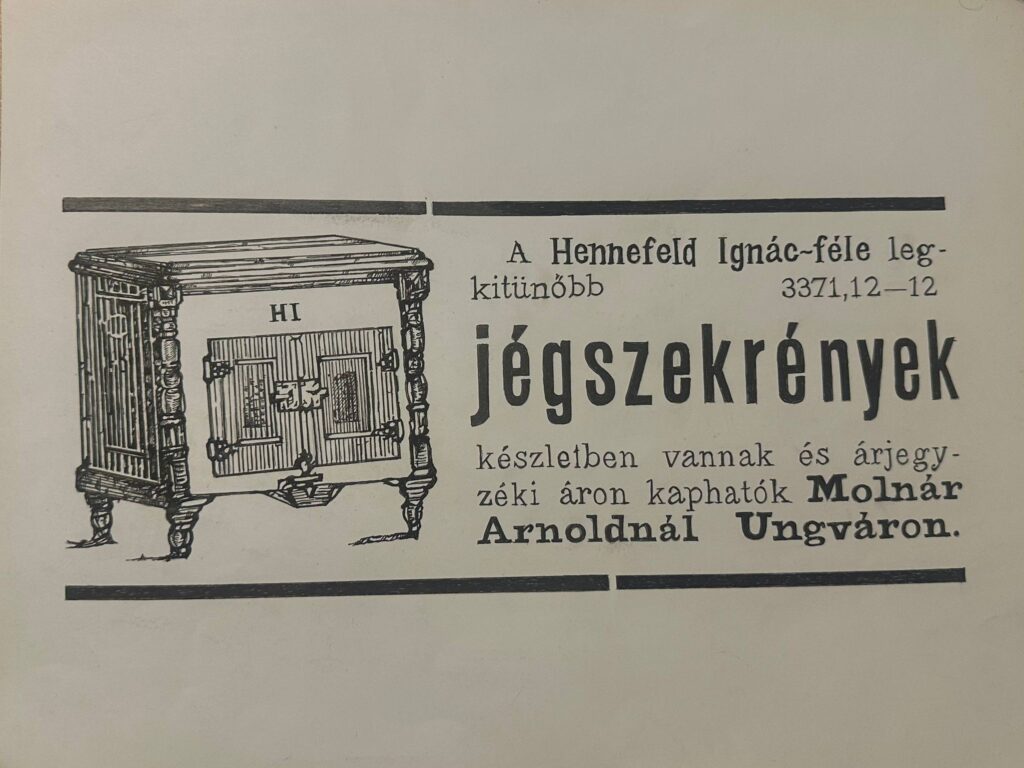 HI
A Hennefeld Ignác-féle leg-
kitünőbb 3371,12—12
jégszekrények
készletben vannak és árjegy-
zéki áron kaphatók Molnár
Arnoldnál Ungváron.